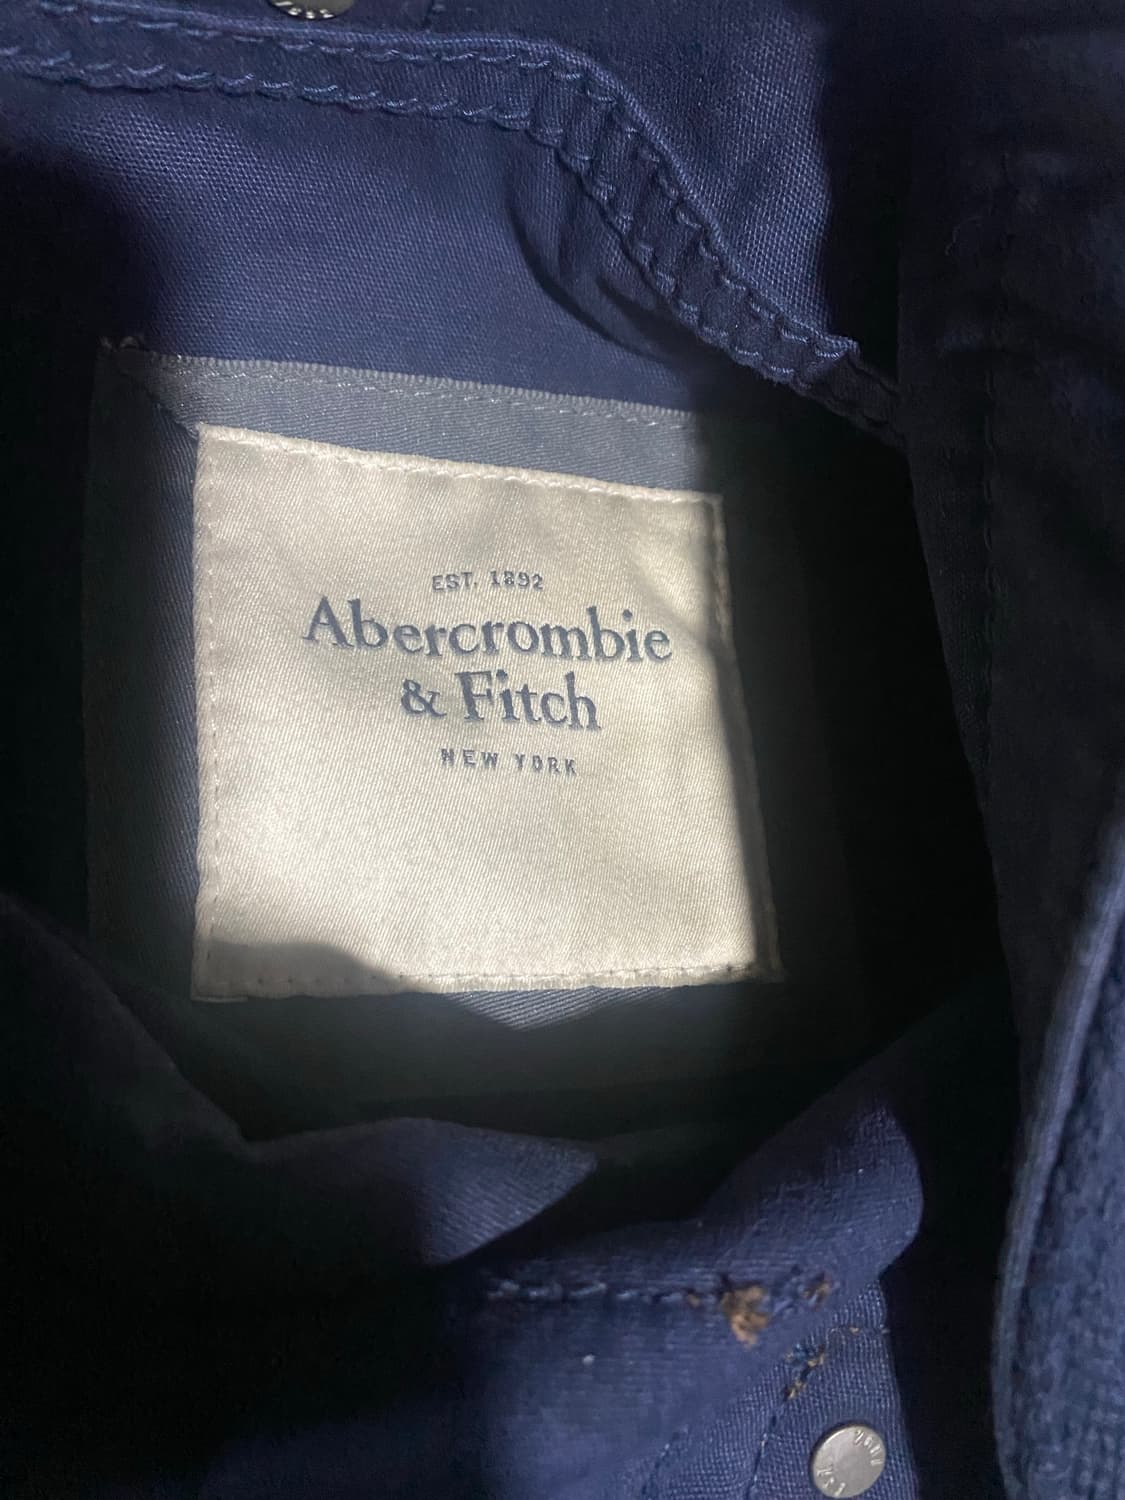 EST. 1892
Abercrombie
& Fitch
NEW YORK